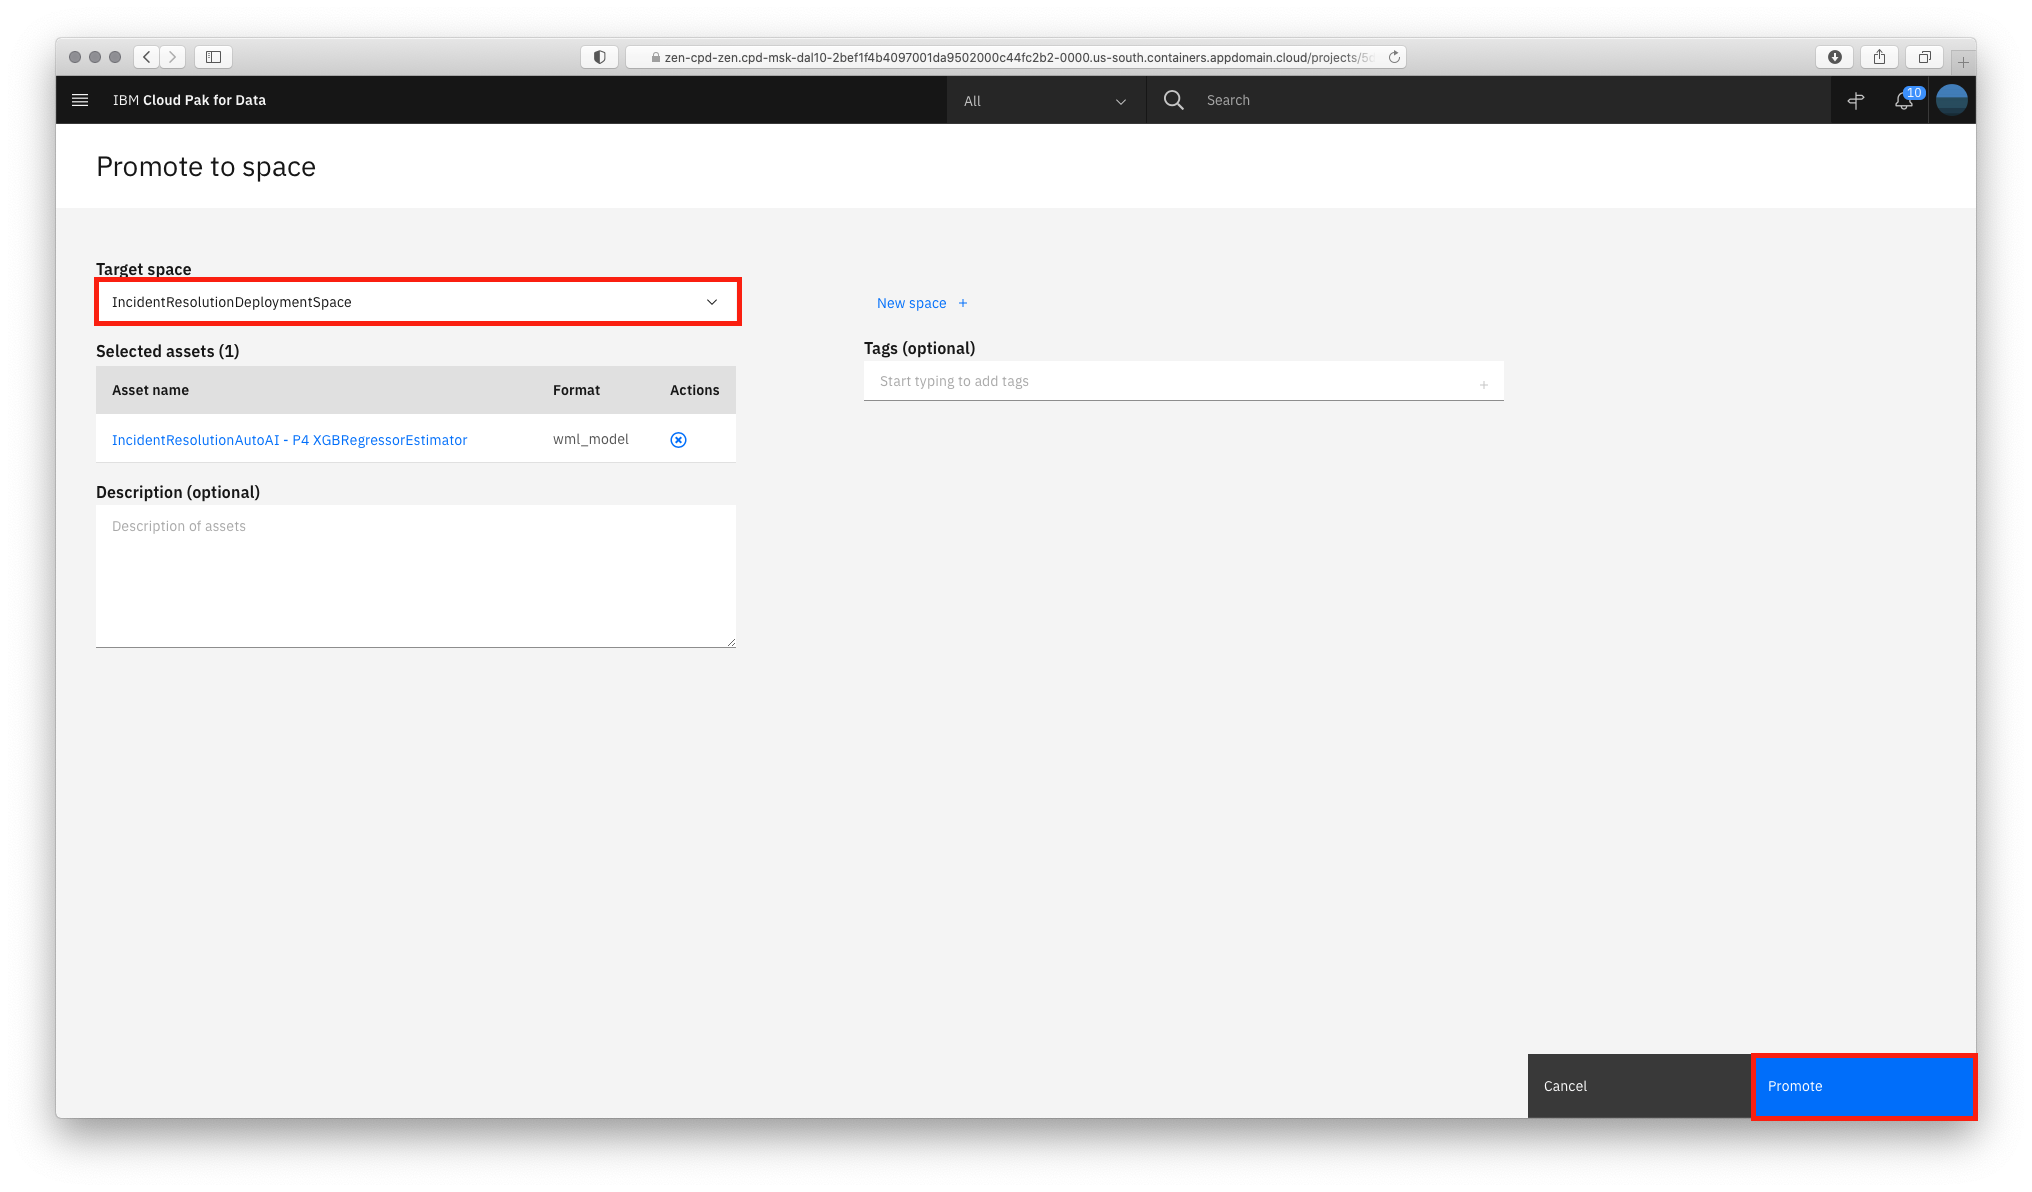 zen-cpd-zen.cpd-msk-dal10-2bef1f4b4097001da9502000c44fc2b2-0000.us-south.containers.appdomain.cloud/projects/5
IBM Cloud Pak for Data
All
Search
10
Promote to space
Target space
IncidentResolutionDeploymentSpace
New space +
Selected assets (1)
Tags (optional)
Start typing to add tags
Asset name Format Actions
IncidentResolutionAutoAI - P4 XGBRegressorEstimator wml_model
Description (optional)
Description of assets
Cancel
Promote